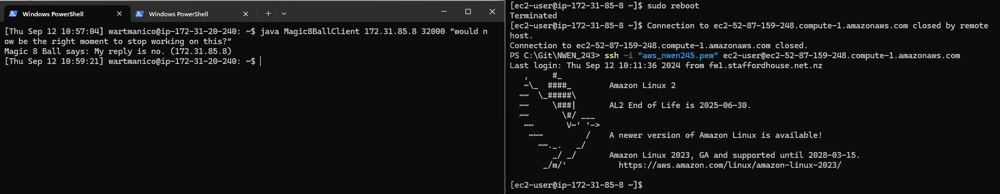 Windows PowerShell
Windows PowerShell
[Thu Sep 12 10:57:04] wartmanico@ip-172-31-20-240: ~$ java Magic8BallClient 172.31.85.8 32000 "would n
ow be the right moment to stop working on this?"
Magic 8 Ball says: My reply is no. (172.31.85.8)
[Thu Sep 12 10:59:21] wartmanico@ip-172-31-20-240: ~$
[ec2-user@ip-172-31-85-8 ~]$ sudo reboot
Terminated
[ec2-user@ip-172-31-85-8 ~]$ Connection to ec2-52-87-159-248.compute-1.amazonaws.com closed by remote
host.
Connection to ec2-52-87-159-248.compute-1.amazonaws.com closed.
PS C:\Git\NWEN_243> ssh -i "aws_nwen245.pem" ec2-user@ec2-52-87-159-248.compute-1.amazonaws.com
Last login: Thu Sep 12 10:11:36 2024 from fw1.staffordhouse.net.nz
   ,     #_
   ~\_  ####_        Amazon Linux 2
  ~~  \_#####\
  ~~     \###|       AL2 End of Life is 2025-06-30.
  ~~       \#/ ___
   ~~       V~' '->
    ~~~         /    A newer version of Amazon Linux is available!
      ~~._.   _/
         _/ _/       Amazon Linux 2023, GA and supported until 2028-03-15.
       _/m/'           https://aws.amazon.com/linux/amazon-linux-2023/
[ec2-user@ip-172-31-85-8 ~]$